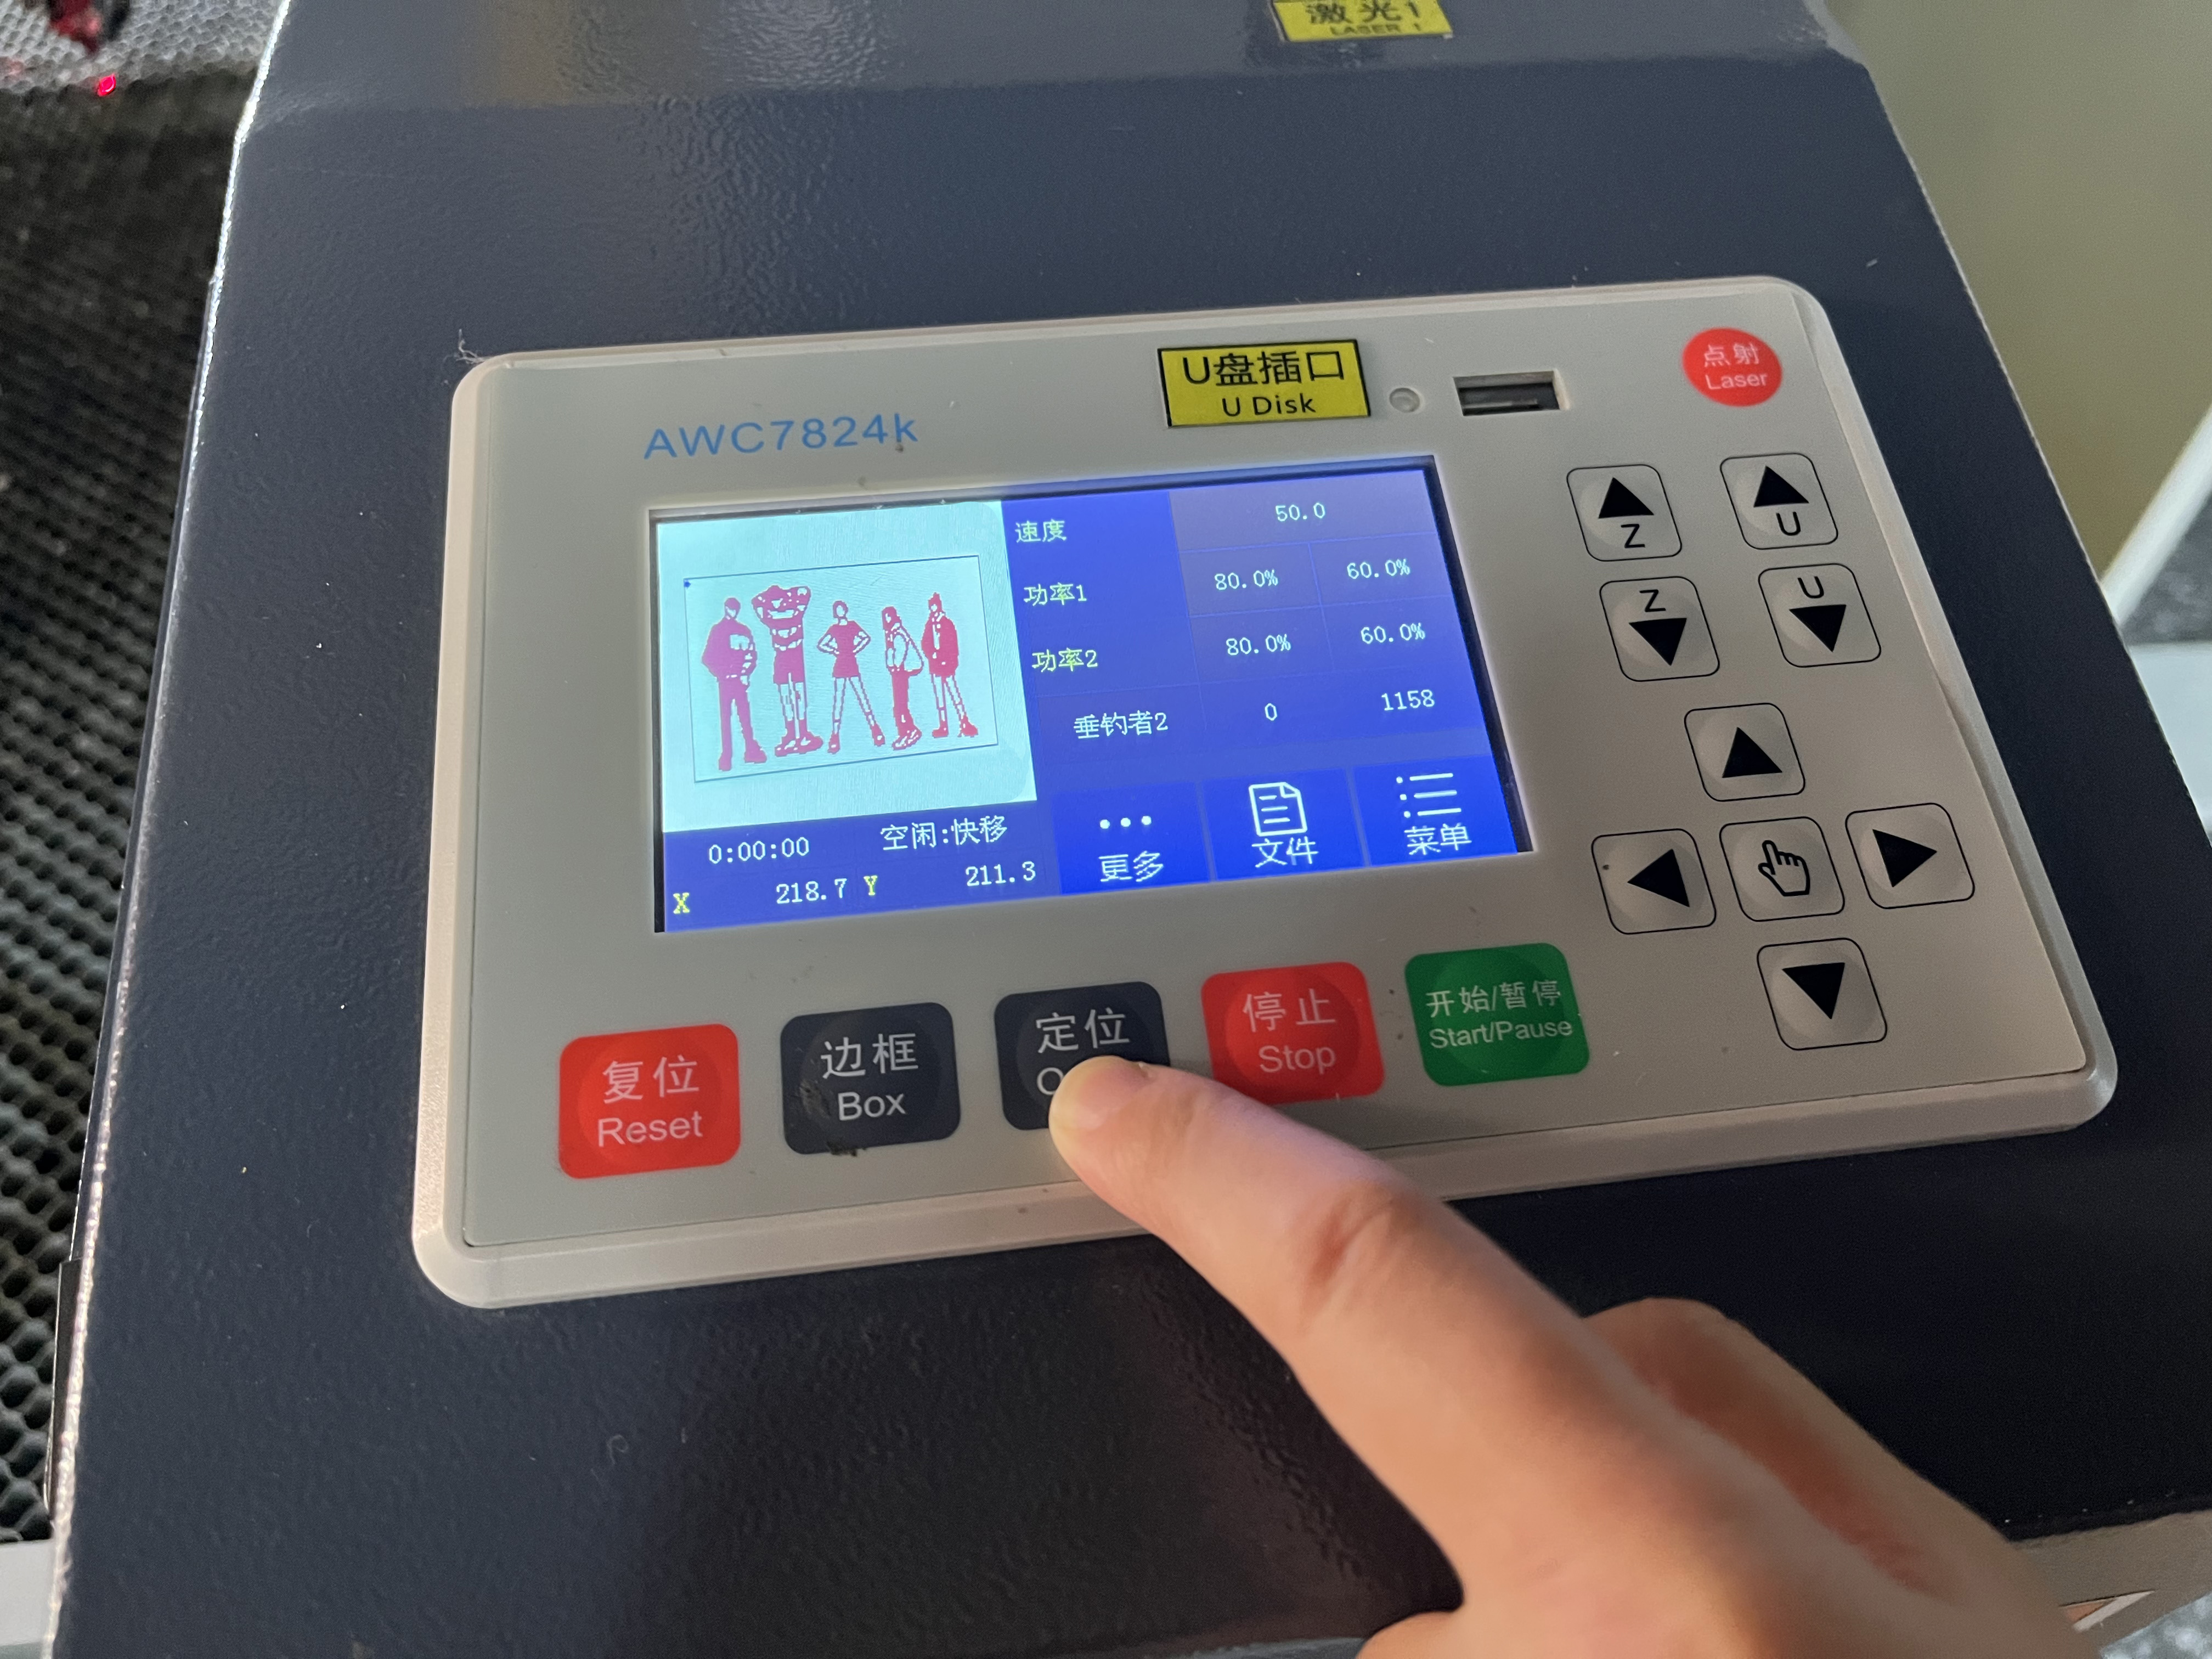 激光1
LASER 1
U盘插口
U Disk
点射
Laser
AWC7824k
速度 50.0
功率1 80.0% 60.0%
功率2 80.0% 60.0%
垂钓者2 0 1158
0:00:00 空闲:快移
X 218.7 Y 211.3
更多
文件
菜单
Z
U
Z
U
复位
Reset
边框
Box
定位
停止
Stop
开始/暂停
Start/Pause